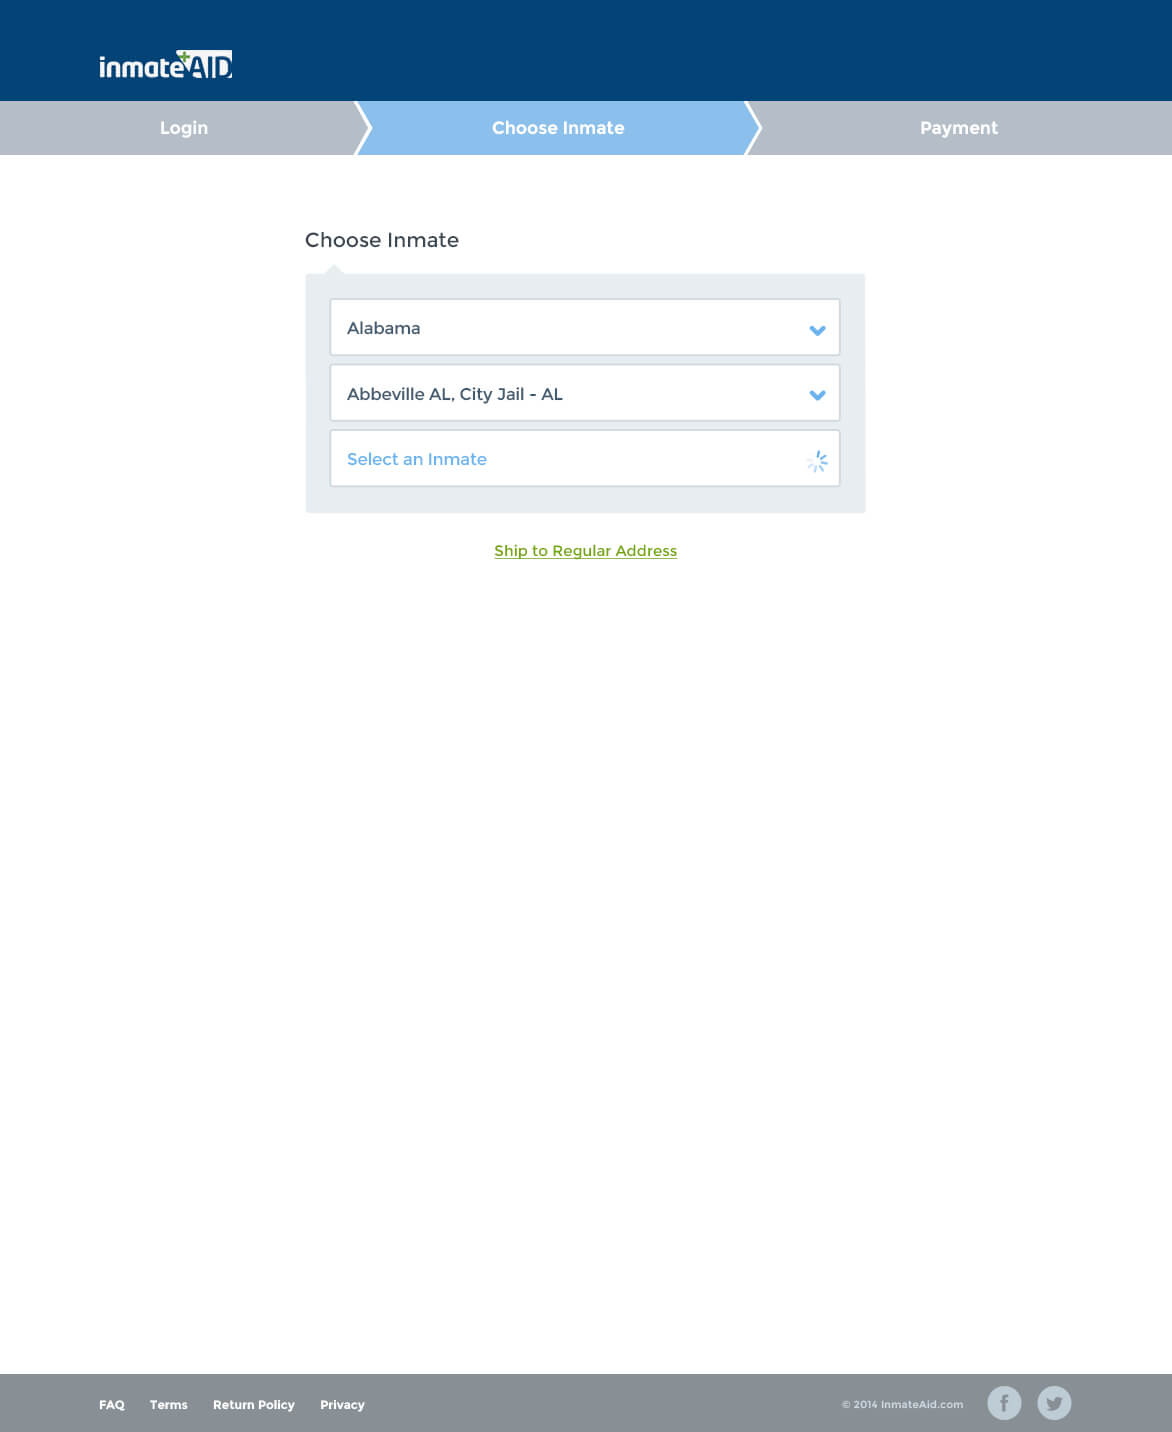 inmateAID
Login
Choose Inmate
Payment
Choose Inmate
Alabama
Abbeville AL, City Jail - AL
Select an Inmate
Ship to Regular Address
FAQ Terms Return Policy Privacy
© 2014 InmateAid.com